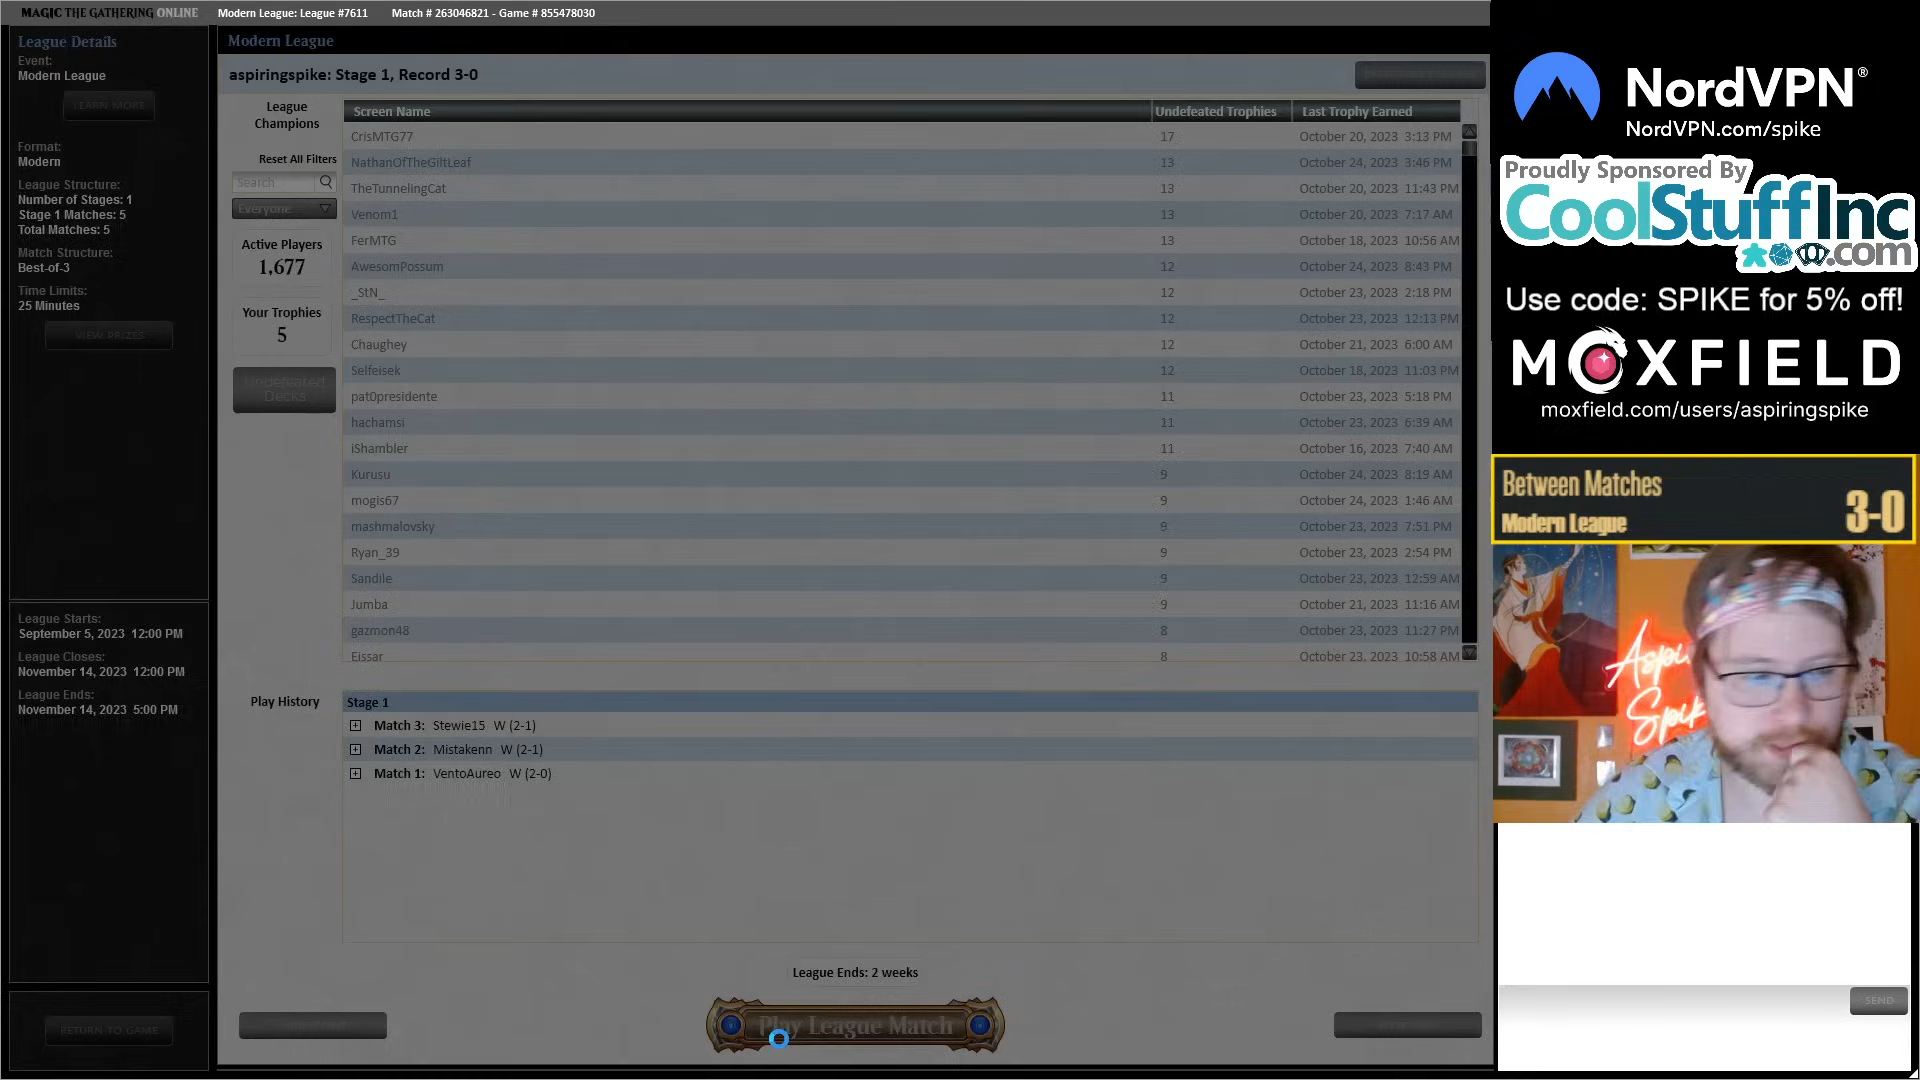 MAGIC THE GATHERING ONLINE
Modern League: League #7611
Match # 263046821 - Game # 855478030
League Details
Event:
Modern League
LEARN MORE
Format:
Modern
League Structure:
Number of Stages: 1
Stage 1 Matches: 5
Total Matches: 5
Match Structure:
Best-of-3
Time Limits:
25 Minutes
VIEW PRIZES
League Starts:
September 5, 2023 12:00 PM
League Closes:
November 14, 2023 12:00 PM
League Ends:
November 14, 2023 5:00 PM
RETURN TO GAME
Modern League
aspiringspike: Stage 1, Record 3-0
League
Champions
Reset All Filters
Search...
Everyone
Active Players
1,677
Your Trophies
5
Undefeated
Decks
Screen Name Undefeated Trophies Last Trophy Earned
CrisMTG77 17 October 20, 2023 3:13 PM
NathanOfTheGiltLeaf 13 October 24, 2023 3:46 PM
TheTunnelingCat 13 October 20, 2023 11:43 PM
Venom1 13 October 20, 2023 7:17 AM
FerMTG 13 October 18, 2023 10:56 AM
AwesomPossum 12 October 24, 2023 8:43 PM
_StN_ 12 October 23, 2023 2:18 PM
RespectTheCat 12 October 23, 2023 12:13 PM
Chaughey 12 October 21, 2023 6:00 AM
Selfeisek 12 October 18, 2023 11:03 PM
pat0presidente 11 October 23, 2023 5:18 PM
hachamsi 11 October 23, 2023 6:39 AM
iShambler 11 October 16, 2023 7:40 AM
Kurusu 9 October 24, 2023 8:19 AM
mogis67 9 October 24, 2023 1:46 AM
mashmalovsky 9 October 23, 2023 7:51 PM
Ryan_39 9 October 23, 2023 2:54 PM
Sandile 9 October 23, 2023 12:59 AM
Jumba 9 October 21, 2023 11:16 AM
gazmon48 8 October 23, 2023 11:27 PM
Eissar 8 October 23, 2023 10:58 AM
Play History
Stage 1
Match 3: Stewie15 W (2-1)
Match 2: Mistakenn W (2-1)
Match 1: VentoAureo W (2-0)
League Ends: 2 weeks
Play League Match
NordVPN®
NordVPN.com/spike
Proudly Sponsored By
CoolStuffInc
.com
Use code: SPIKE for 5% off!
MOXFIELD
moxfield.com/users/aspiringspike
Between Matches
Modern League
3-0
SEND